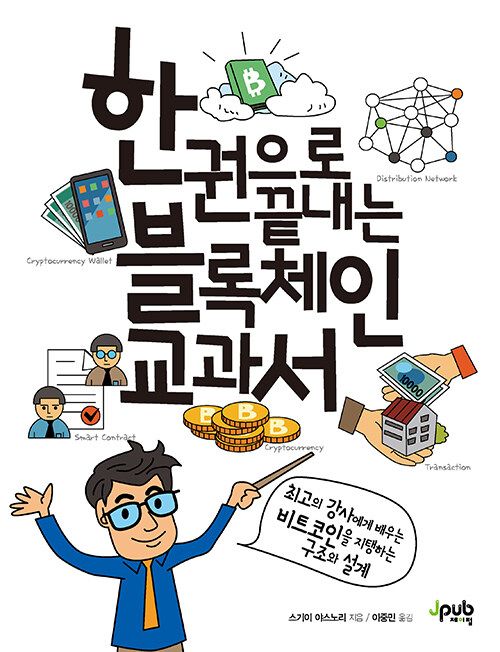 한
권으로
끝내는
블록체인
교과서
B
Distribution Network
10000
Cryptocurrency Wallet
Smart Contract
B B B
Cryptocurrency
10000
Transaction
최고의 강사에게 배우는
비트코인을 지탱하는
구조와 설계
스기이 야스노리 지음 / 이중민 옮김
Jpub
제이펍